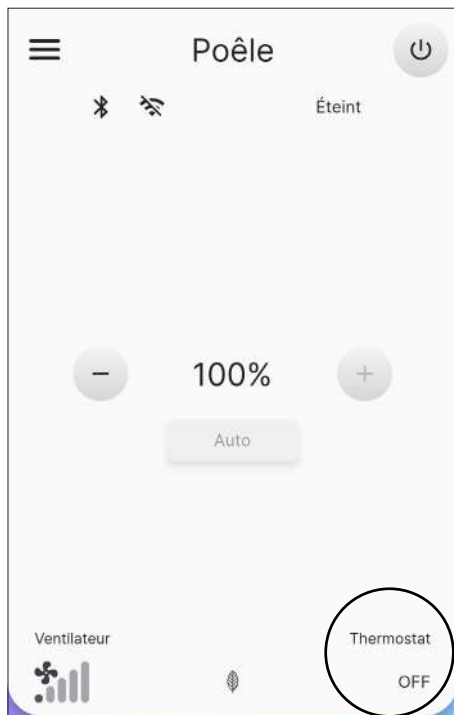 Poêle
Éteint
100%
Auto
Ventilateur
Thermostat
OFF